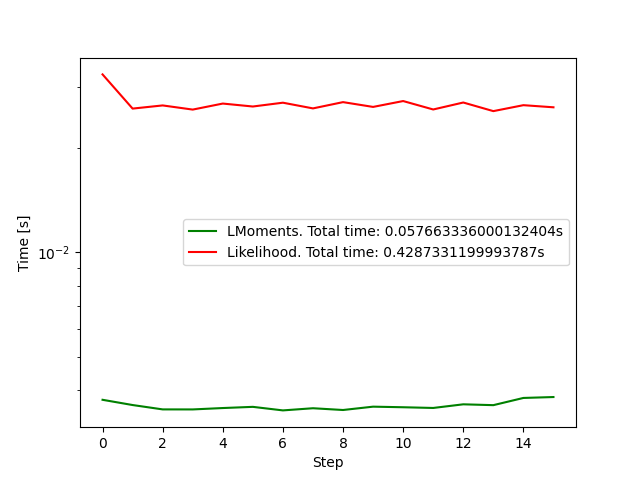 Time [s]
10⁻²
LMoments. Total time: 0.0576633360000132404s
Likelihood. Total time: 0.4287331199993787s
0 2 4 6 8 10 12 14
Step